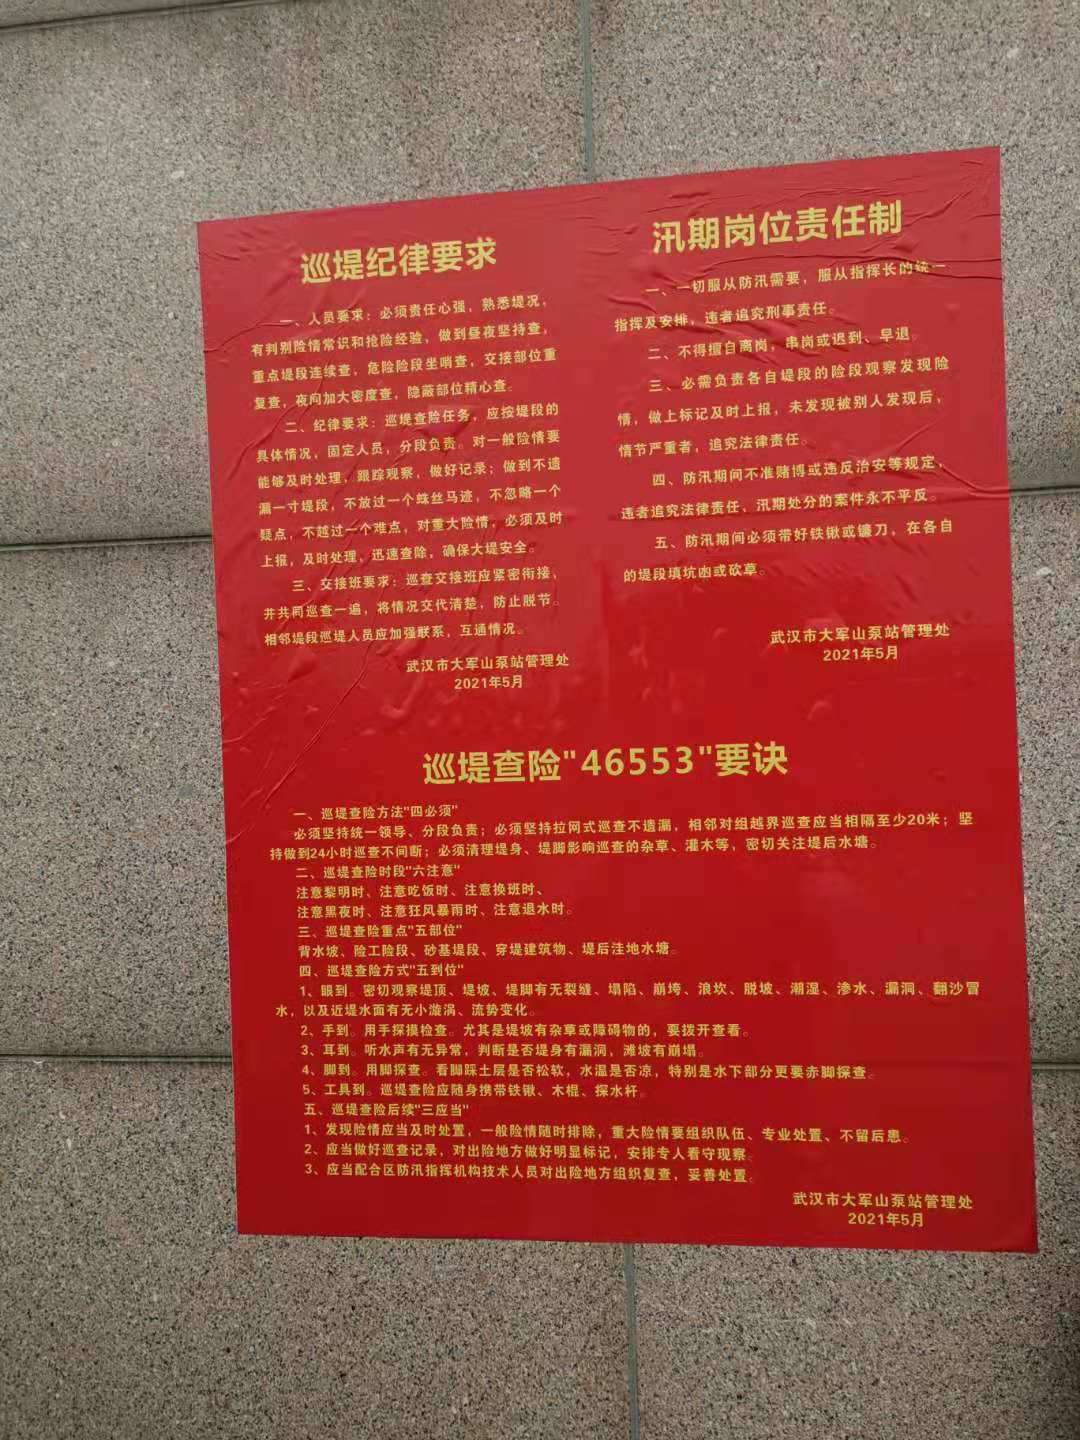 巡堤纪律要求
一、人员要求：必须责任心强，熟悉堤况，
有判别险情常识和抢险经验，做到昼夜坚持查，
重点堤段连续查，危险险段坐哨查，交接部位重
复查，夜间加大密度查，隐蔽部位精心查。
二、纪律要求：巡堤查险任务，应按堤段的
具体情况，固定人员，分段负责。对一般险情要
能够及时处理，跟踪观察，做好记录；做到不遗
漏一寸堤段，不放过一个蛛丝马迹，不忽略一个
疑点，不越过一个难点，对重大险情，必须及时
上报，及时处理，迅速查除，确保大堤安全。
三、交接班要求：巡查交接班应紧密衔接，
并共同巡查一遍，将情况交代清楚，防止脱节。
相邻堤段巡堤人员应加强联系，互通情况。
武汉市大军山泵站管理处
2021年5月
汛期岗位责任制
一、一切服从防汛需要，服从指挥长的统一
指挥及安排，违者追究刑事责任。
二、不得擅自离岗，串岗或迟到、早退。
三、必需负责各自堤段的险段观察发现险
情，做上标记及时上报，未发现被别人发现后，
情节严重者，追究法律责任。
四、防汛期间不准赌博或违反治安等规定，
违者追究法律责任，汛期处分的案件永不平反。
五、防汛期间必须带好铁锹或镰刀，在各自
的堤段填坑凼或砍草。
武汉市大军山泵站管理处
2021年5月
巡堤查险"46553"要诀
一、巡堤查险方法"四必须"
必须坚持统一领导、分段负责；必须坚持拉网式巡查不遗漏，相邻对组越界巡查应当相隔至少20米；坚
持做到24小时巡查不间断；必须清理堤身、堤脚影响巡查的杂草、灌木等，密切关注堤后水塘。
二、巡堤查险时段"六注意"
注意黎明时、注意吃饭时、注意换班时、
注意黑夜时、注意狂风暴雨时、注意退水时。
三、巡堤查险重点"五部位"
背水坡、险工险段、砂基堤段、穿堤建筑物、堤后洼地水塘。
四、巡堤查险方式"五到位"
1、眼到。密切观察堤顶、堤坡、堤脚有无裂缝、塌陷、崩垮、浪坎、脱坡、潮湿、渗水、漏洞、翻沙冒
水，以及近堤水面有无小漩涡、流势变化。
2、手到。用手探摸检查。尤其是堤坡有杂草或障碍物的，要拨开查看。
3、耳到。听水声有无异常，判断是否堤身有漏洞，滩坡有崩塌。
4、脚到。用脚探查。看脚踩土层是否松软，水温是否凉，特别是水下部分更要赤脚探查。
5、工具到。巡堤查险应随身携带铁锹、木棍、探水杆。
五、巡堤查险后续"三应当"
1、发现险情应当及时处置，一般险情随时排除，重大险情要组织队伍、专业处置、不留后患。
2、应当做好巡查记录，对出险地方做好明显标记，安排专人看守观察。
3、应当配合区防汛指挥机构技术人员对出险地方组织复查，妥善处置。
武汉市大军山泵站管理处
2021年5月